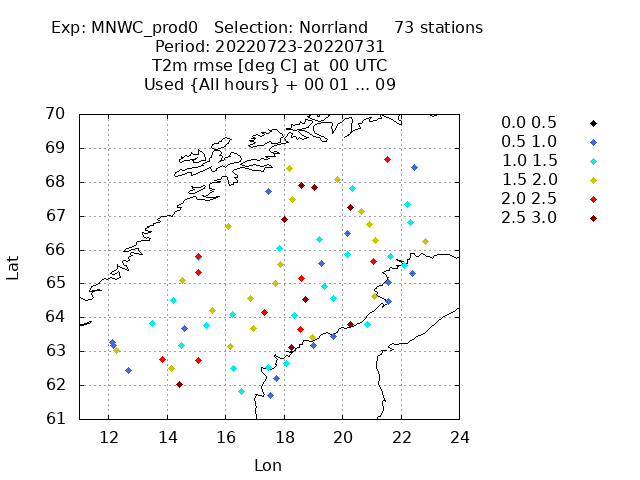 Exp: MNWC_prod0 Selection: Norrland 73 stations
Period: 20220723-20220731
T2m rmse [deg C] at 00 UTC
Used {All hours} + 00 01 ... 09
70
69
68
67
66
65
64
63
62
61
Lat
12 14 16 18 20 22 24
Lon
0.0 0.5
0.5 1.0
1.0 1.5
1.5 2.0
2.0 2.5
2.5 3.0